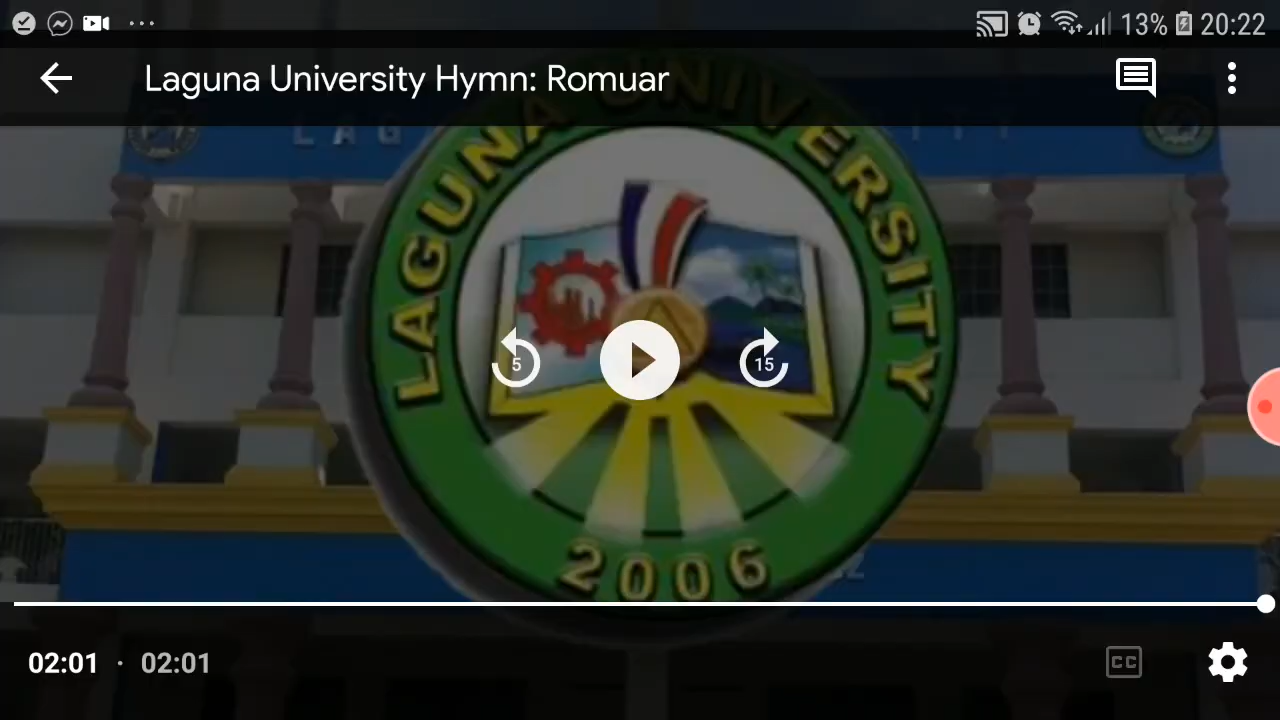 13% 20:22
Laguna University Hymn: Romuar
LAGUNA UNIVERSITY
5
15
2006
02:01 · 02:01
CC